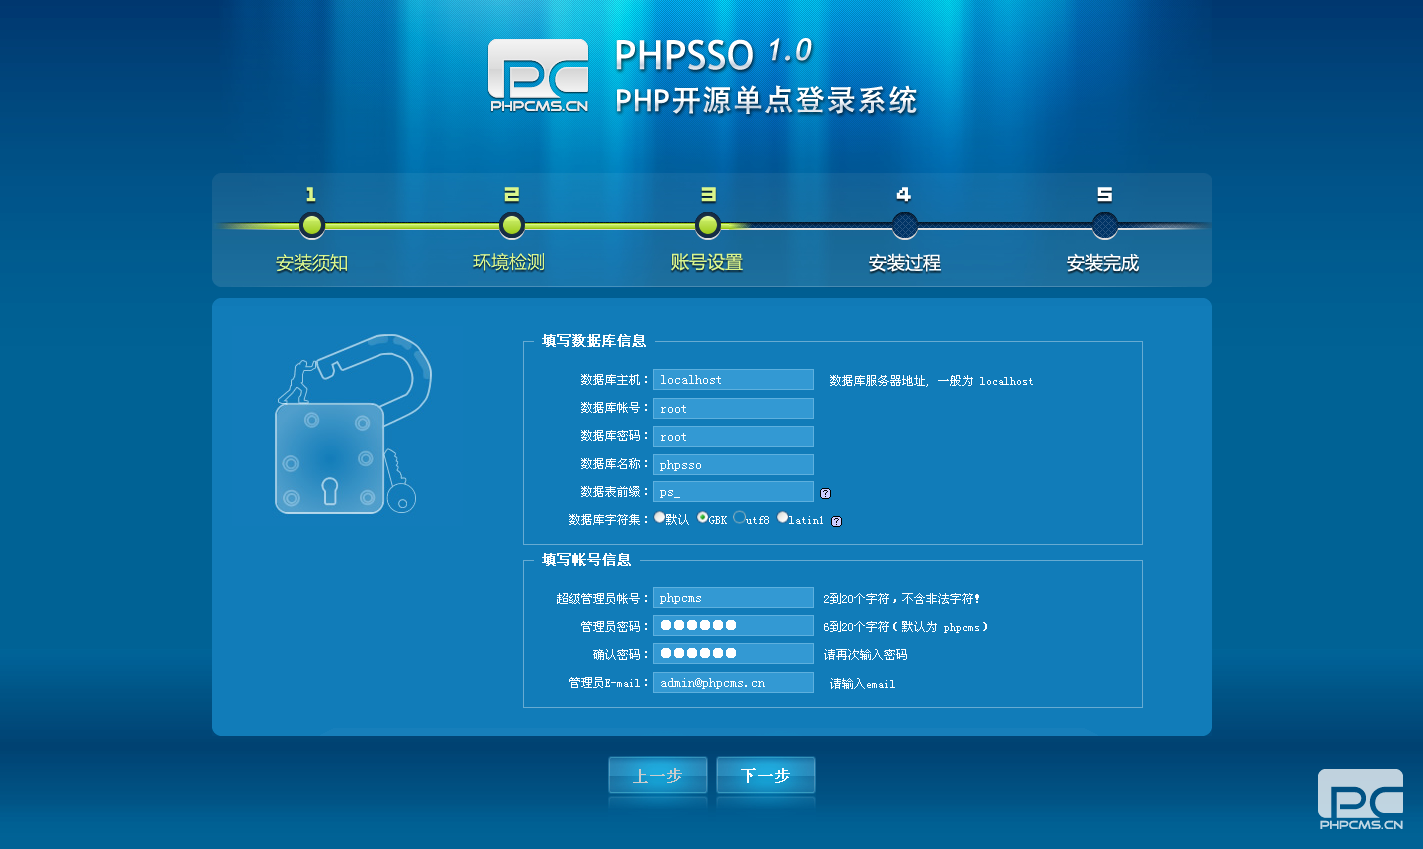 PHPSSO 1.0
PC
PHPCMS.CN
PHP开源单点登录系统
1 2 3 4 5
安装须知 环境检测 账号设置 安装过程 安装完成
填写数据库信息
数据库主机： localhost 数据库服务器地址, 一般为 localhost
数据库帐号： root
数据库密码： root
数据库名称： phpsso
数据表前缀： ps_ ?
数据库字符集： 默认 GBK utf8 latin1 ?
填写帐号信息
超级管理员帐号： phpcms 2到20个字符，不含非法字符！
管理员密码： ●●●●●● 6到20个字符（默认为 phpcms）
确认密码： ●●●●●● 请再次输入密码
管理员E-mail： admin@phpcms.cn 请输入email
上一步 下一步
PC
PHPCMS.CN